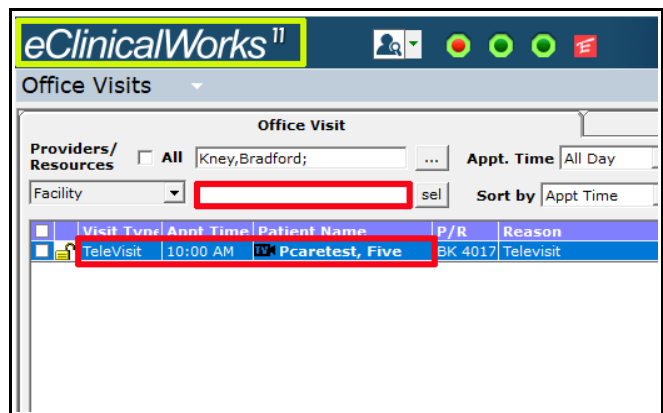 eClinicalWorks 11
Office Visits
Office Visit
Providers/ Resources All Kney,Bradford; ... Appt. Time All Day
Facility sel Sort by Appt Time
Visit Type Appt Time Patient Name P/R Reason
TeleVisit 10:00 AM TV Pcaretest, Five BK 4017 Televisit